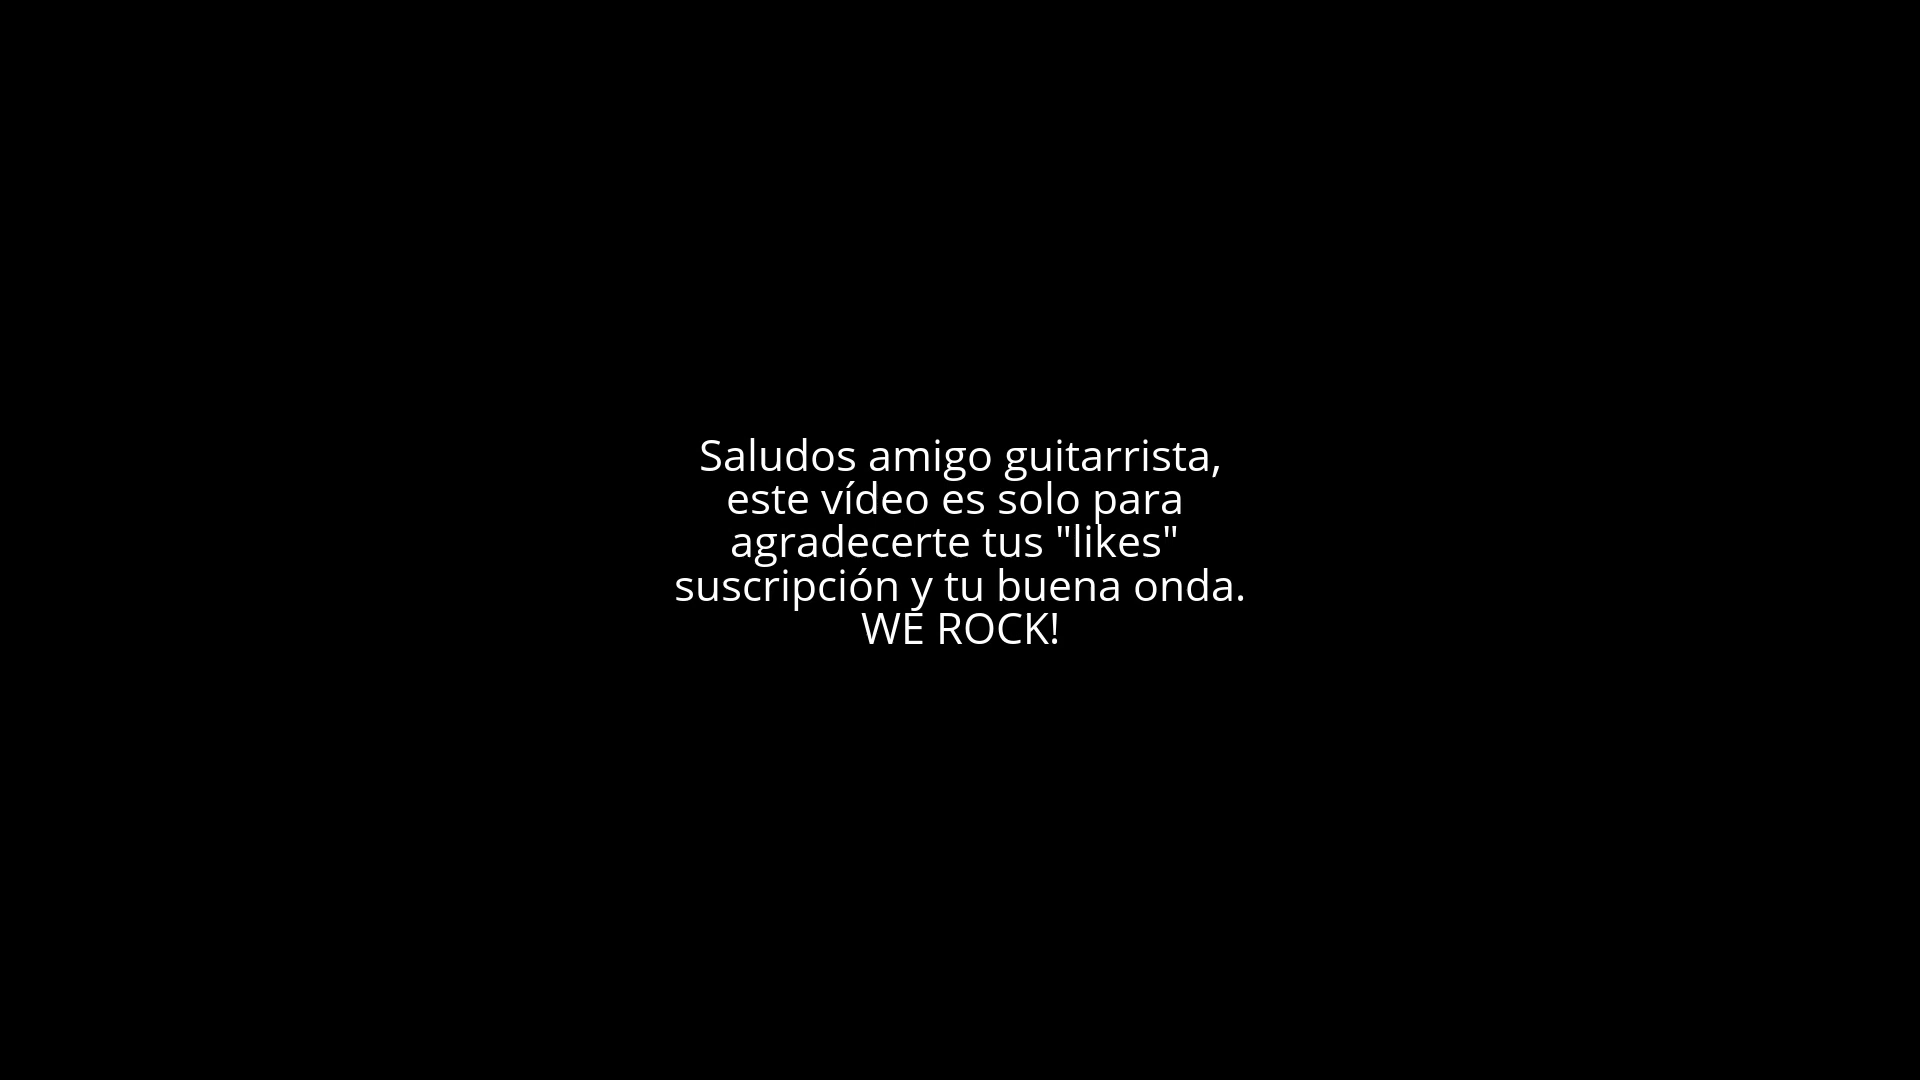 Saludos amigo guitarrista,
este vídeo es solo para
agradecerte tus "likes"
suscripción y tu buena onda.
WE ROCK!